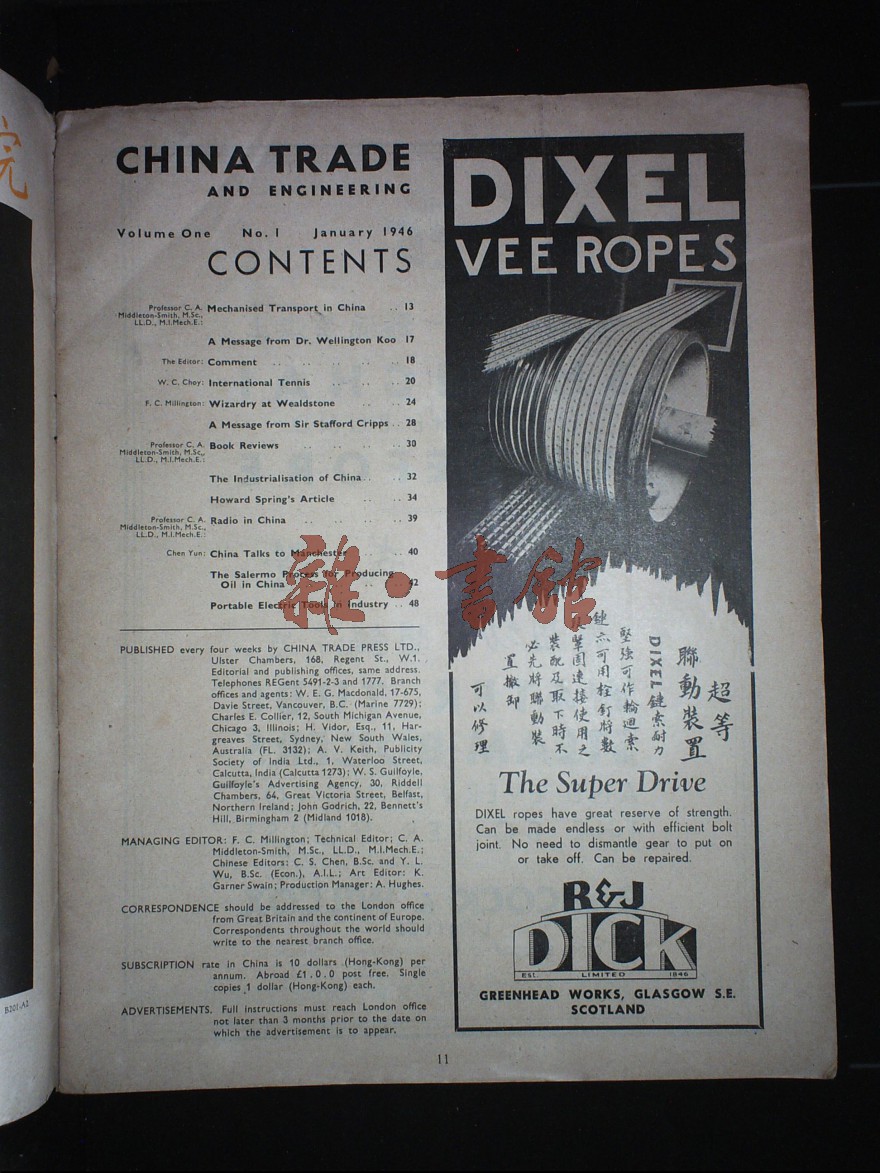 CHINA TRADE
AND ENGINEERING
Volume One No. 1 January 1946
CONTENTS
Professor C. A. Middleton-Smith, M.Sc., LL.D., M.I.Mech.E.: Mechanised Transport in China .. 13
A Message from Dr. Wellington Koo 17
The Editor: Comment .. .. .. .. .. 18
W. C. Choy: International Tennis .. .. .. 20
F. C. Millington: Wizardry at Wealdstone .. .. 24
A Message from Sir Stafford Cripps .. 28
Professor C. A. Middleton-Smith, M.Sc., LL.D., M.I.Mech.E.: Book Reviews .. .. .. .. 30
The Industrialisation of China .. .. 32
Howard Spring's Article .. .. 34
Professor C. A. Middleton-Smith, M.Sc., LL.D., M.I.Mech.E.: Radio in China .. .. .. .. 39
Chen Yun: China Talks to Manchester .. .. 40
The Salermo Process for Producing
Oil in China .. .. 42
Portable Electric Tools in Industry .. 48
PUBLISHED every four weeks by CHINA TRADE PRESS LTD.,
Ulster Chambers, 168, Regent St., W.1.
Editorial and publishing offices, same address.
Telephones REGent 5491-2-3 and 1777. Branch
offices and agents: W. E. G. Macdonald, 17-675,
Davie Street, Vancouver, B.C. (Marine 7729);
Charles E. Collier, 12, South Michigan Avenue,
Chicago 3, Illinois; H. Vidor, Esq., 11, Har-
greaves Street, Sydney, New South Wales,
Australia (FL. 3132); A. V. Keith, Publicity
Society of India Ltd., 1, Waterloo Street,
Calcutta, India (Calcutta 1273); W. S. Guilfoyle,
Guilfoyle's Advertising Agency, 30, Riddell
Chambers, 64, Great Victoria Street, Belfast,
Northern Ireland; John Godrich, 22, Bennett's
Hill, Birmingham 2 (Midland 1018).
MANAGING EDITOR: F. C. Millington; Technical Editor; C. A.
Middleton-Smith, M.Sc., LL.D., M.I.Mech.E.;
Chinese Editors: C. S. Chen, B.Sc. and Y. L.
Wu, B.Sc. (Econ.), A.I.L.; Art Editor: K.
Garner Swain; Production Manager: A. Hughes.
CORRESPONDENCE should be addressed to the London office
from Great Britain and the continent of Europe.
Correspondents throughout the world should
write to the nearest branch office.
SUBSCRIPTION rate in China is 10 dollars (Hong-Kong) per
annum. Abroad £1.0.0 post free. Single
copies 1 dollar (Hong-Kong) each.
ADVERTISEMENTS. Full instructions must reach London office
not later than 3 months prior to the date on
which the advertisement is to appear.
DIXEL
VEE ROPES
超等
聯動裝置
DIXEL 鏈索耐力
堅強可作輪迴索
鏈亦可用栓釘將數
聚固連接使用之
裝配及取下時不
必先將聯動裝
置撤卸
可以修理
The Super Drive
DIXEL ropes have great reserve of strength.
Can be made endless or with efficient bolt
joint. No need to dismantle gear to put on
or take off. Can be repaired.
R&J
DICK
EST. LIMITED 1846
GREENHEAD WORKS, GLASGOW S.E.
SCOTLAND
11
B201-A2
雜·書館